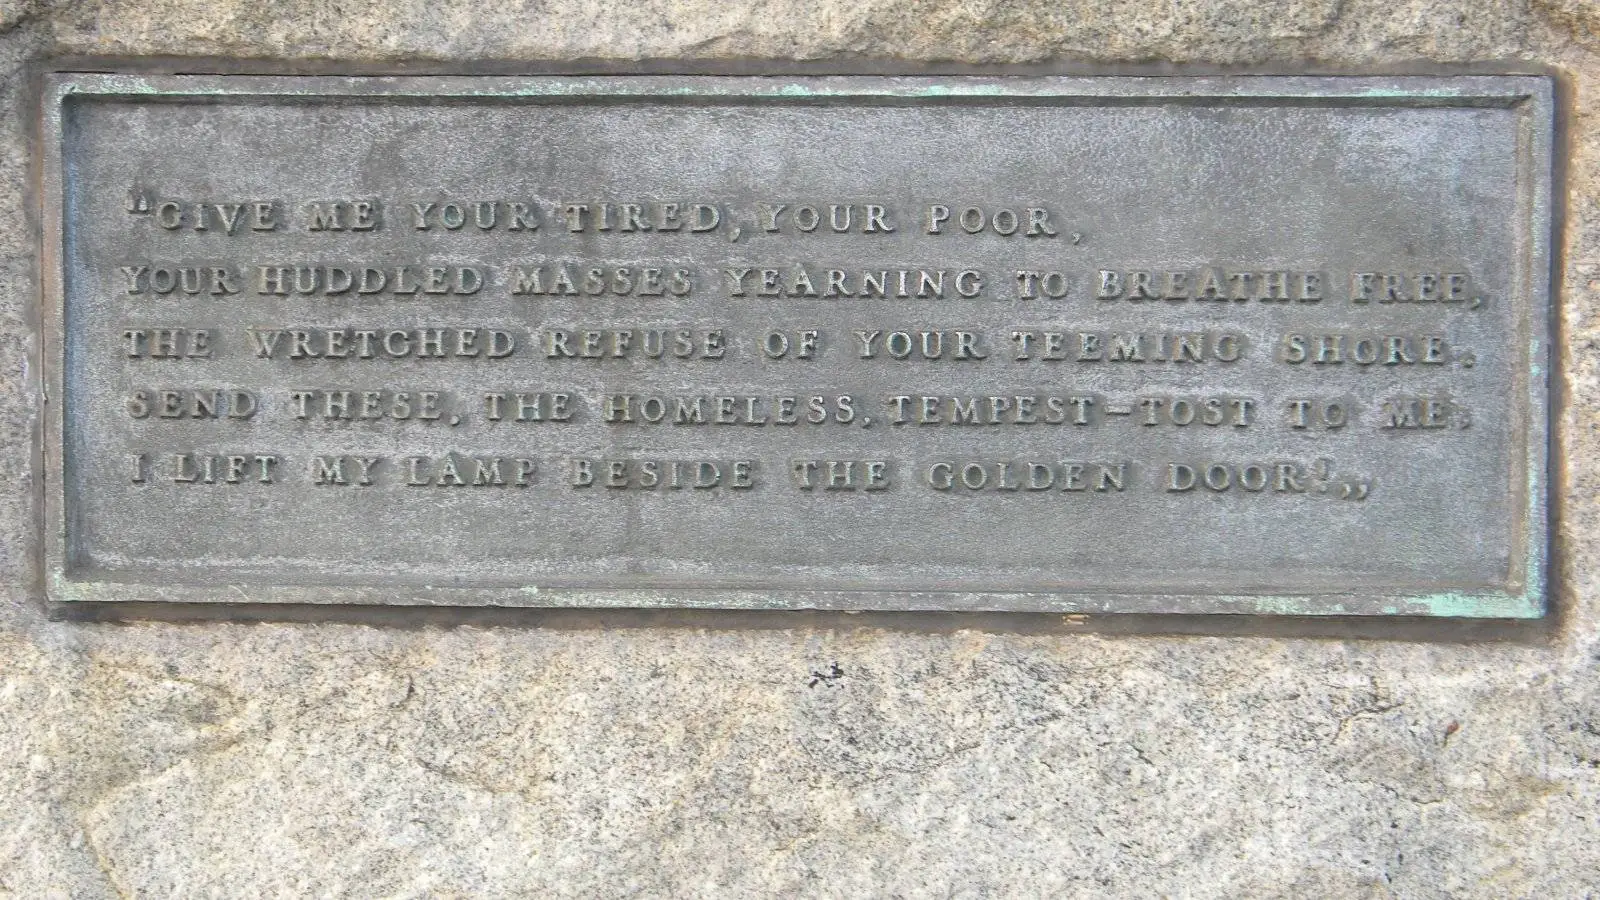 "GIVE ME YOUR TIRED, YOUR POOR,
YOUR HUDDLED MASSES YEARNING TO BREATHE FREE,
THE WRETCHED REFUSE OF YOUR TEEMING SHORE.
SEND THESE, THE HOMELESS, TEMPEST-TOST TO ME,
I LIFT MY LAMP BESIDE THE GOLDEN DOOR!,,